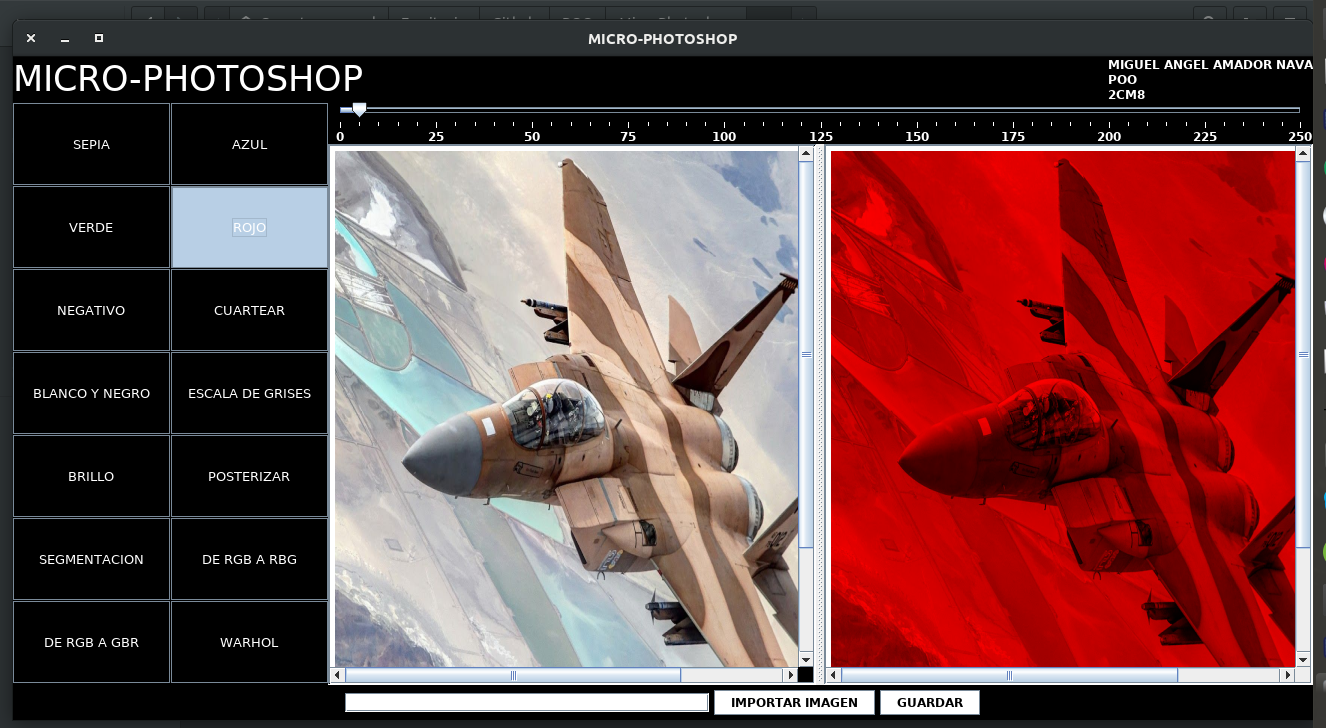 MICRO-PHOTOSHOP
MICRO-PHOTOSHOP
MIGUEL ANGEL AMADOR NAVA
POO
2CM8
0 25 50 75 100 125 150 175 200 225 250
SEPIA AZUL
VERDE ROJO
NEGATIVO CUARTEAR
BLANCO Y NEGRO ESCALA DE GRISES
BRILLO POSTERIZAR
SEGMENTACION DE RGB A RBG
DE RGB A GBR WARHOL
IMPORTAR IMAGEN GUARDAR